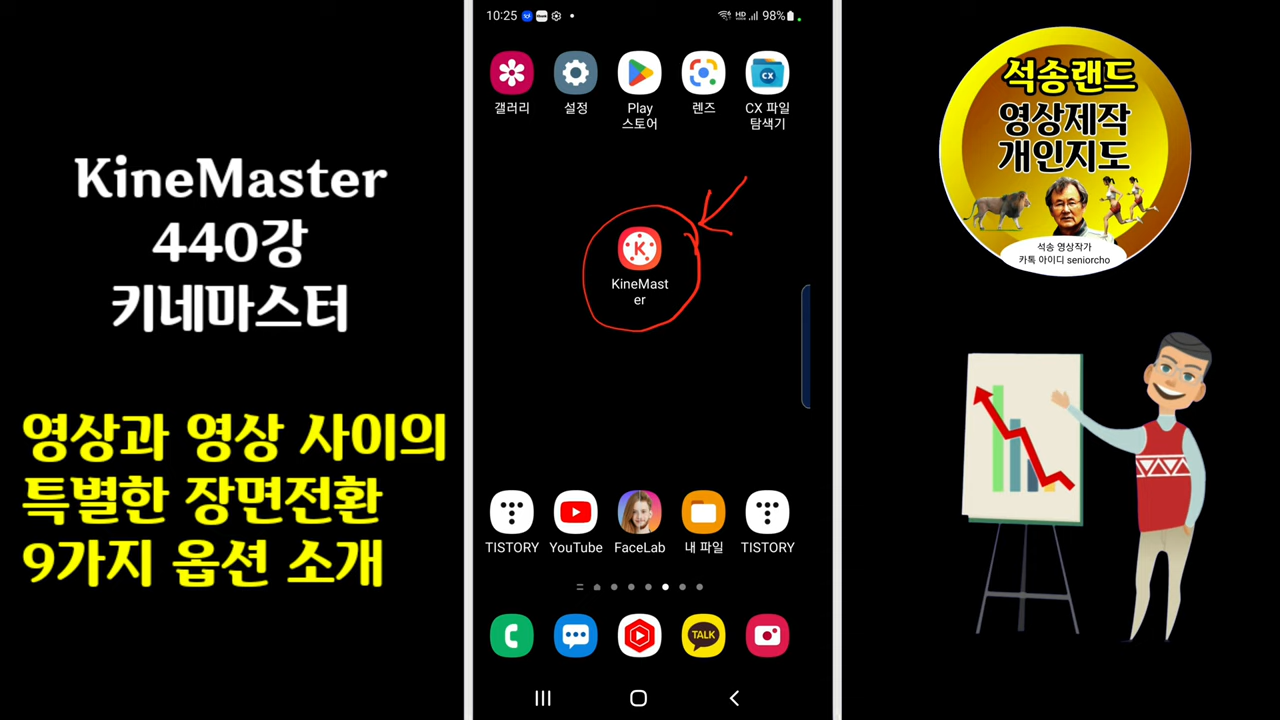 KineMaster
440강
키네마스터
영상과 영상 사이의
특별한 장면전환
9가지 옵션 소개
10:25
HD
98%
갤러리
설정
Play
스토어
렌즈
CX
CX 파일
탐색기
K
KineMast
er
TISTORY
YouTube
FaceLab
내 파일
TISTORY
TALK
석송랜드
영상제작
개인지도
석송 영상작가
카톡 아이디 seniorcho